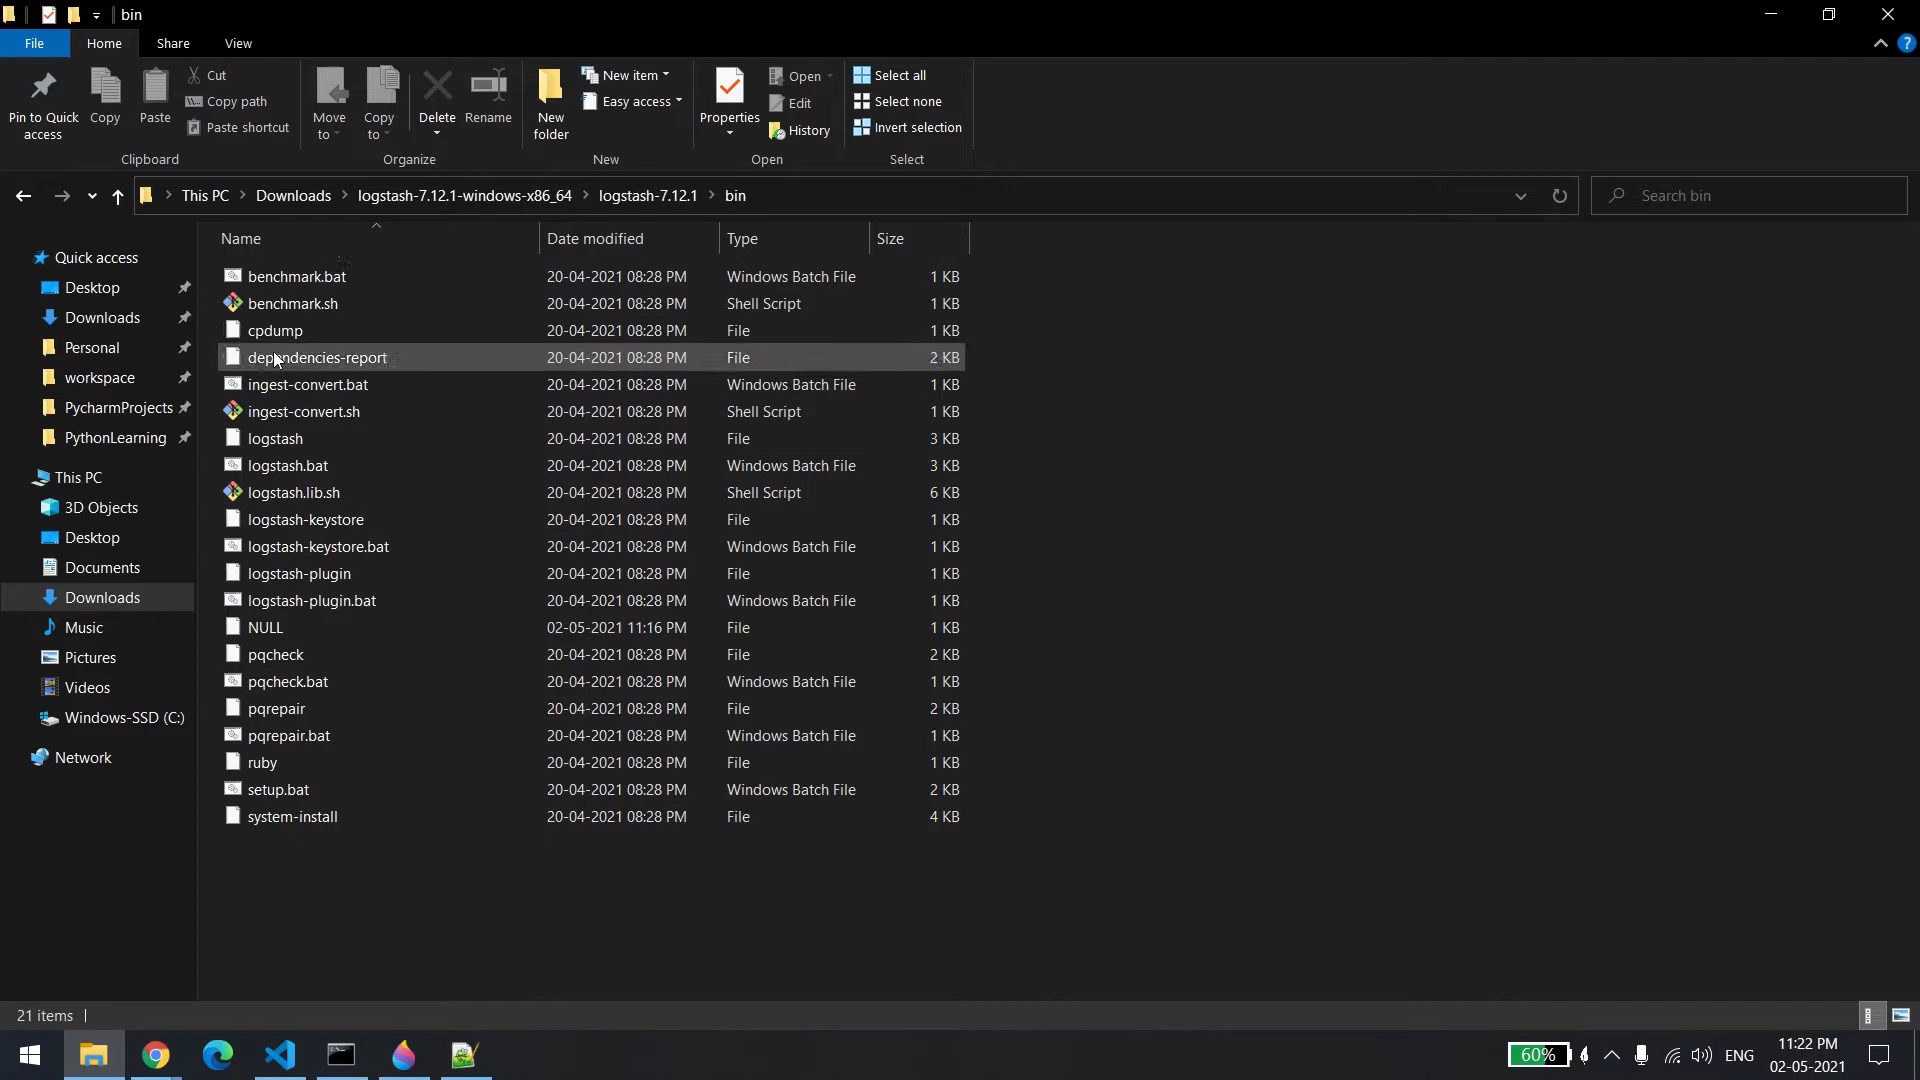 bin
File Home Share View
Pin to Quick access
Copy
Paste
Cut
Copy path
Paste shortcut
Clipboard
Move to
Copy to
Delete
Rename
Organize
New folder
New item
Easy access
New
Properties
Open
Edit
History
Open
Select all
Select none
Invert selection
Select
This PC Downloads logstash-7.12.1-windows-x86_64 logstash-7.12.1 bin
Search bin
Quick access
Desktop
Downloads
Personal
workspace
PycharmProjects
PythonLearning
This PC
3D Objects
Desktop
Documents
Downloads
Music
Pictures
Videos
Windows-SSD (C:)
Network
Name Date modified Type Size
benchmark.bat 20-04-2021 08:28 PM Windows Batch File 1 KB
benchmark.sh 20-04-2021 08:28 PM Shell Script 1 KB
cpdump 20-04-2021 08:28 PM File 1 KB
dependencies-report 20-04-2021 08:28 PM File 2 KB
ingest-convert.bat 20-04-2021 08:28 PM Windows Batch File 1 KB
ingest-convert.sh 20-04-2021 08:28 PM Shell Script 1 KB
logstash 20-04-2021 08:28 PM File 3 KB
logstash.bat 20-04-2021 08:28 PM Windows Batch File 3 KB
logstash.lib.sh 20-04-2021 08:28 PM Shell Script 6 KB
logstash-keystore 20-04-2021 08:28 PM File 1 KB
logstash-keystore.bat 20-04-2021 08:28 PM Windows Batch File 1 KB
logstash-plugin 20-04-2021 08:28 PM File 1 KB
logstash-plugin.bat 20-04-2021 08:28 PM Windows Batch File 1 KB
NULL 02-05-2021 11:16 PM File 1 KB
pqcheck 20-04-2021 08:28 PM File 2 KB
pqcheck.bat 20-04-2021 08:28 PM Windows Batch File 1 KB
pqrepair 20-04-2021 08:28 PM File 2 KB
pqrepair.bat 20-04-2021 08:28 PM Windows Batch File 1 KB
ruby 20-04-2021 08:28 PM File 1 KB
setup.bat 20-04-2021 08:28 PM Windows Batch File 2 KB
system-install 20-04-2021 08:28 PM File 4 KB
21 items
60% ENG
11:22 PM
02-05-2021